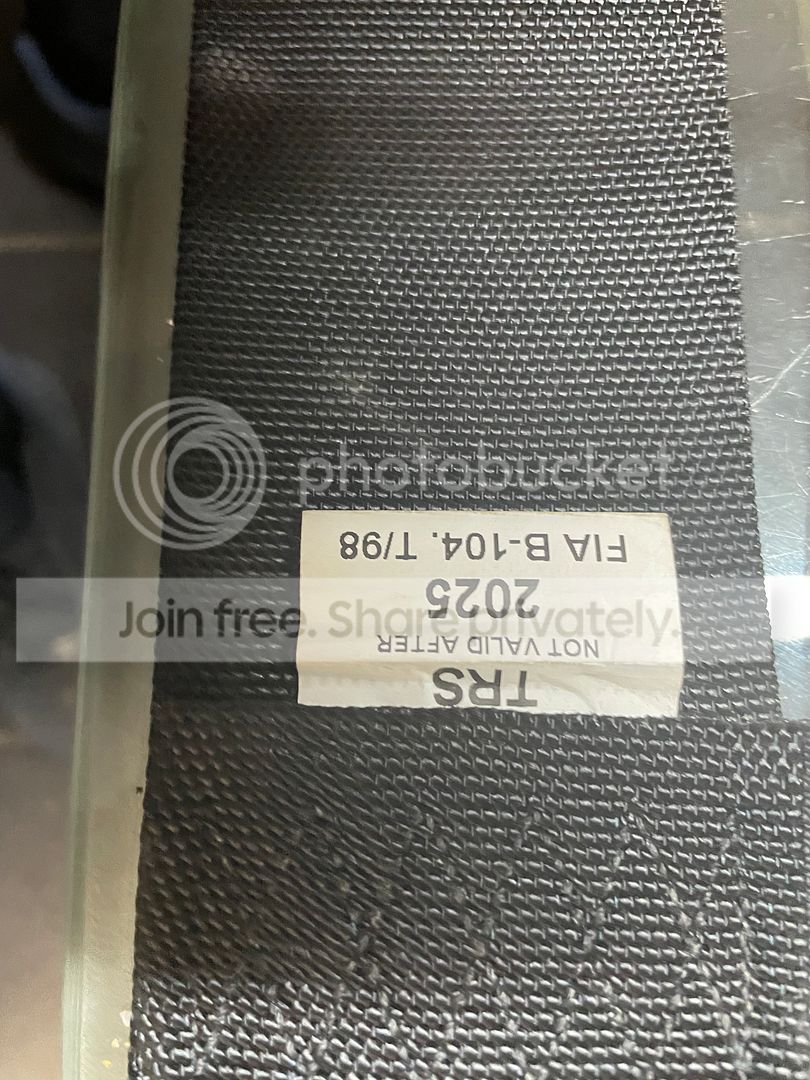 photobucket
Join free. Share privately.
TRS
NOT VALID AFTER
2025
FIA B-104. T/98